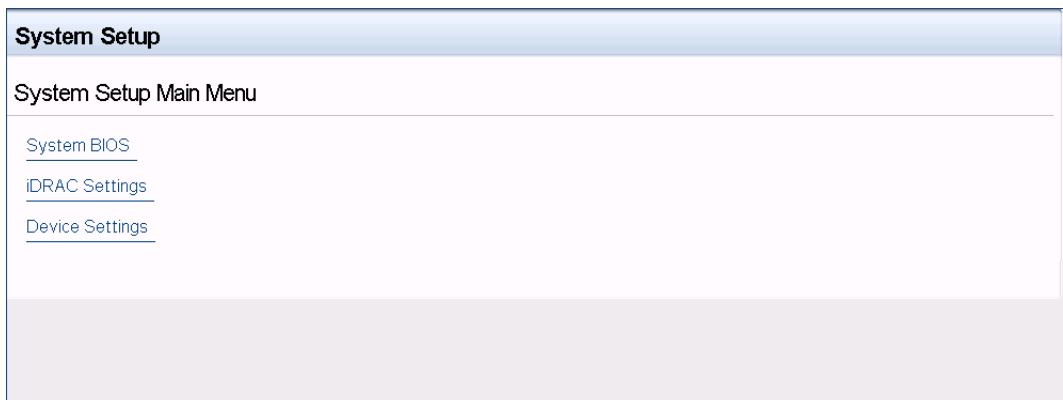 System Setup
System Setup Main Menu
System BIOS
iDRAC Settings
Device Settings